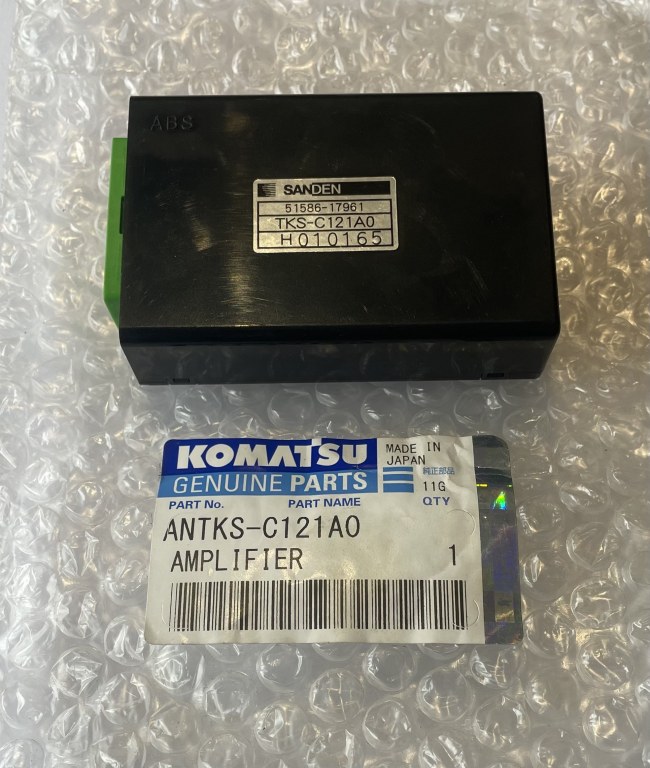 ABS
SANDEN
51586-17961
TKS-C121A0
H010165
KOMATSU
GENUINE PARTS
MADE IN
JAPAN
純正部品
11G
PART No. PART NAME QTY
ANTKS-C121A0
AMPLIFIER 1